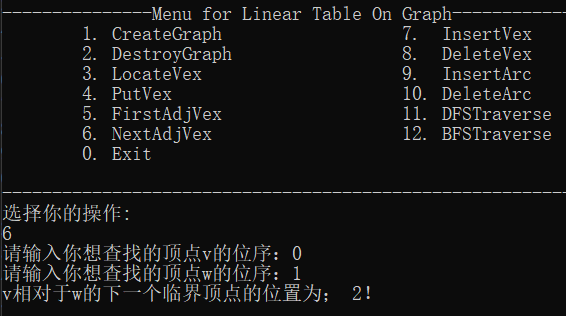 ---------------Menu for Linear Table On Graph------------
1. CreateGraph 7. InsertVex
2. DestroyGraph 8. DeleteVex
3. LocateVex 9. InsertArc
4. PutVex 10. DeleteArc
5. FirstAdjVex 11. DFSTraverse
6. NextAdjVex 12. BFSTraverse
0. Exit
---------------------------------------------------------
选择你的操作:
6
请输入你想查找的顶点v的位序：0
请输入你想查找的顶点w的位序：1
v相对于w的下一个临界顶点的位置为； 2!